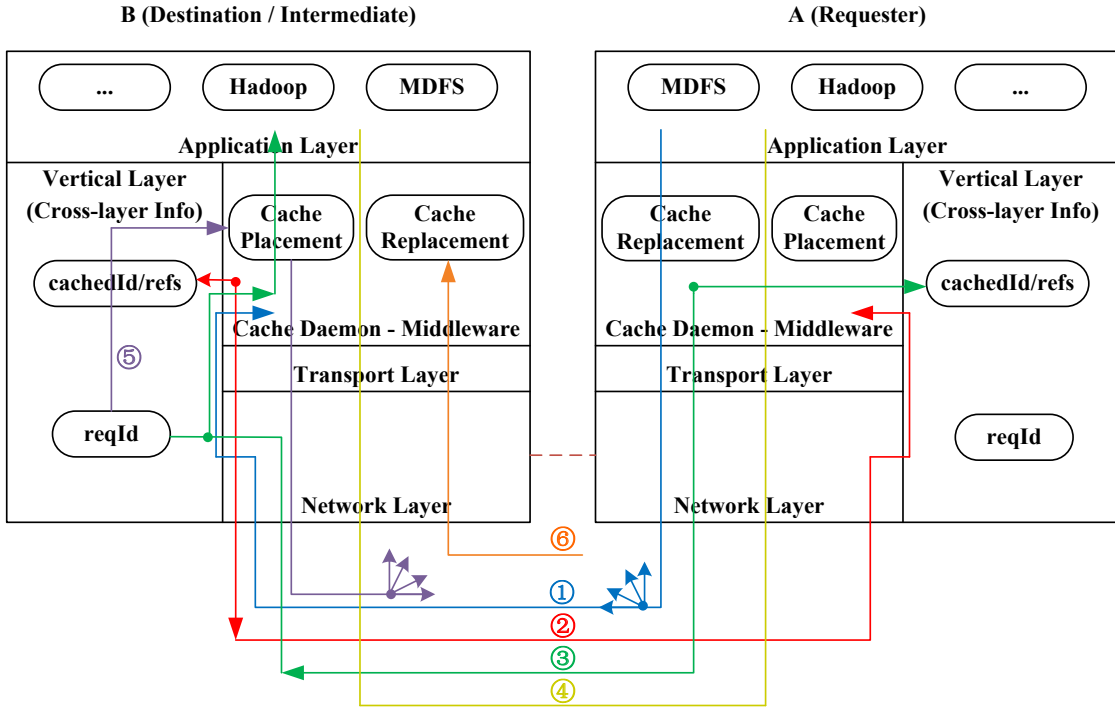 B (Destination / Intermediate)
A (Requester)
...
Hadoop
MDFS
MDFS
Hadoop
...
Application Layer
Application Layer
Vertical Layer
(Cross-layer Info)
Cache
Placement
Cache
Replacement
Cache
Replacement
Cache
Placement
Vertical Layer
(Cross-layer Info)
cachedId/refs
cachedId/refs
Cache Daemon - Middleware
Cache Daemon - Middleware
⑤
Transport Layer
Transport Layer
reqId
reqId
Network Layer
Network Layer
⑥
①
②
③
④